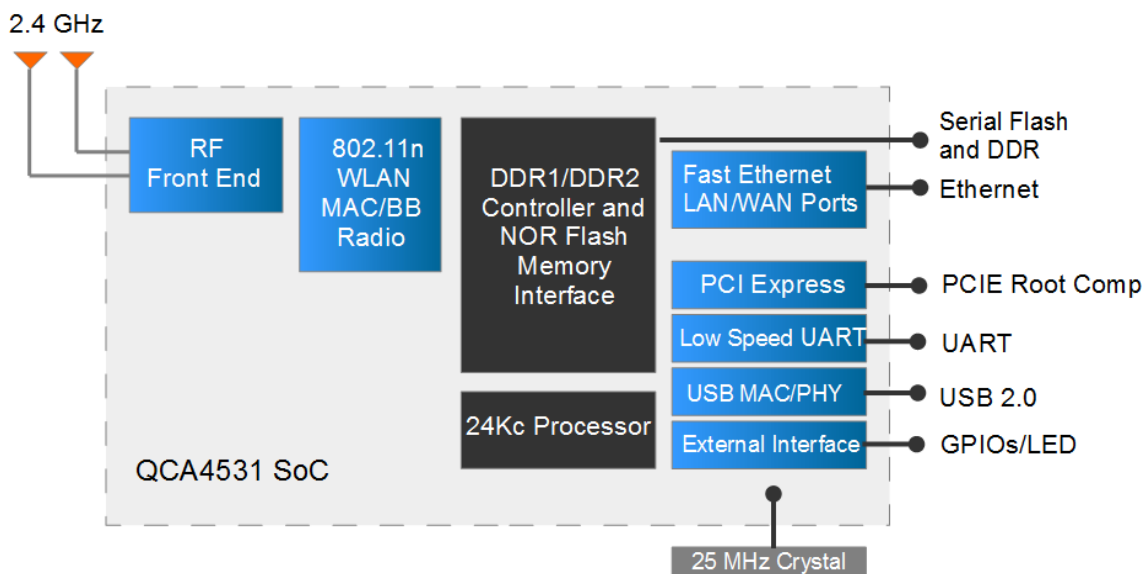 2.4 GHz
RF
Front End
802.11n
WLAN
MAC/BB
Radio
DDR1/DDR2
Controller and
NOR Flash
Memory
Interface
24Kc Processor
Fast Ethernet
LAN/WAN Ports
PCI Express
Low Speed UART
USB MAC/PHY
External Interface
Serial Flash
and DDR
Ethernet
PCIE Root Comp
UART
USB 2.0
GPIOs/LED
QCA4531 SoC
25 MHz Crystal